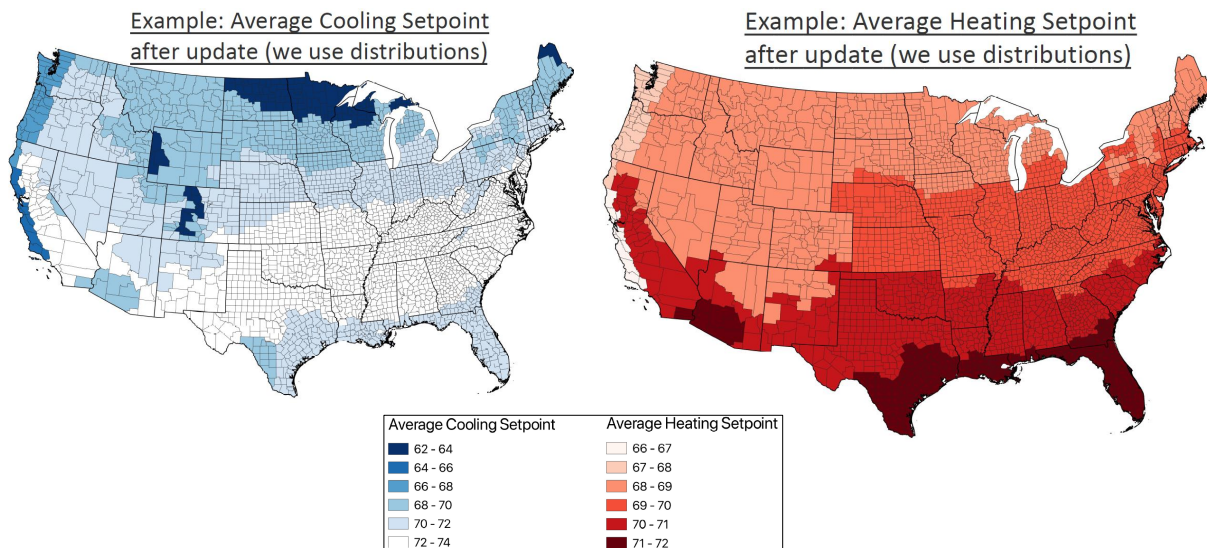 Example: Average Cooling Setpoint
after update (we use distributions)
Example: Average Heating Setpoint
after update (we use distributions)
Average Cooling Setpoint
62 - 64
64 - 66
66 - 68
68 - 70
70 - 72
72 - 74
Average Heating Setpoint
66 - 67
67 - 68
68 - 69
69 - 70
70 - 71
71 - 72